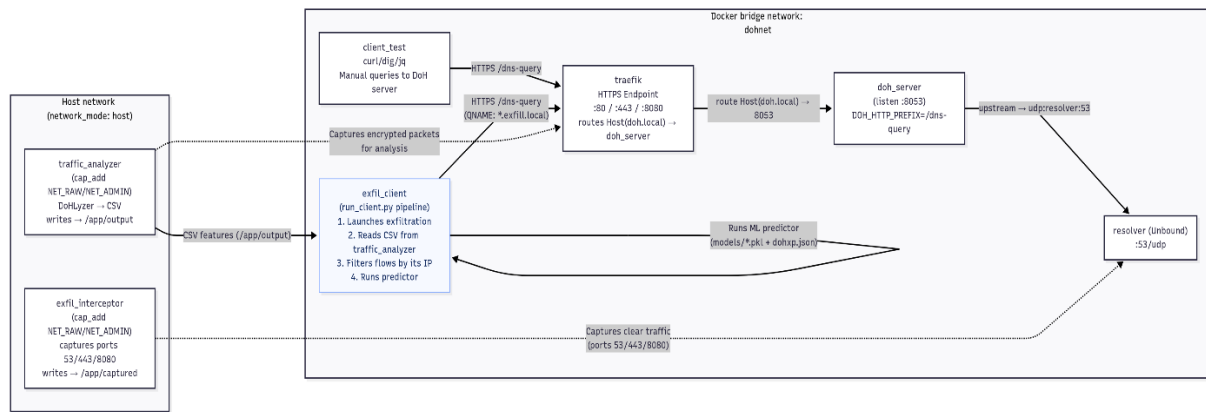 Docker bridge network:
dohnet
client_test
curl/dig/jq
Manual queries to DoH
server
HTTPS /dns-query
HTTPS /dns-query
(QNAME: *.exfill.local)
traefik
HTTPS Endpoint
:80 / :443 / :8080
routes Host(doh.local) →
doh_server
route Host(doh.local) →
8053
doh_server
(listen :8053)
DOH_HTTP_PREFIX=/dns-
query
upstream → udp:resolver:53
Host network
(network_mode: host)
Captures encrypted packets
for analysis
traffic_analyzer
(cap_add
NET_RAW/NET_ADMIN)
DoHLyzer → CSV
writes → /app/output
CSV features (/app/output)
exfil_client
(run_client.py pipeline)
1. Launches exfiltration
2. Reads CSV from
traffic_analyzer
3. Filters flows by its IP
4. Runs predictor
Runs ML predictor
(models/*.pkl + dohxp.json)
resolver (Unbound)
:53/udp
exfil_interceptor
(cap_add
NET_RAW/NET_ADMIN)
captures ports
53/443/8080
writes → /app/captured
Captures clear traffic
(ports 53/443/8080)